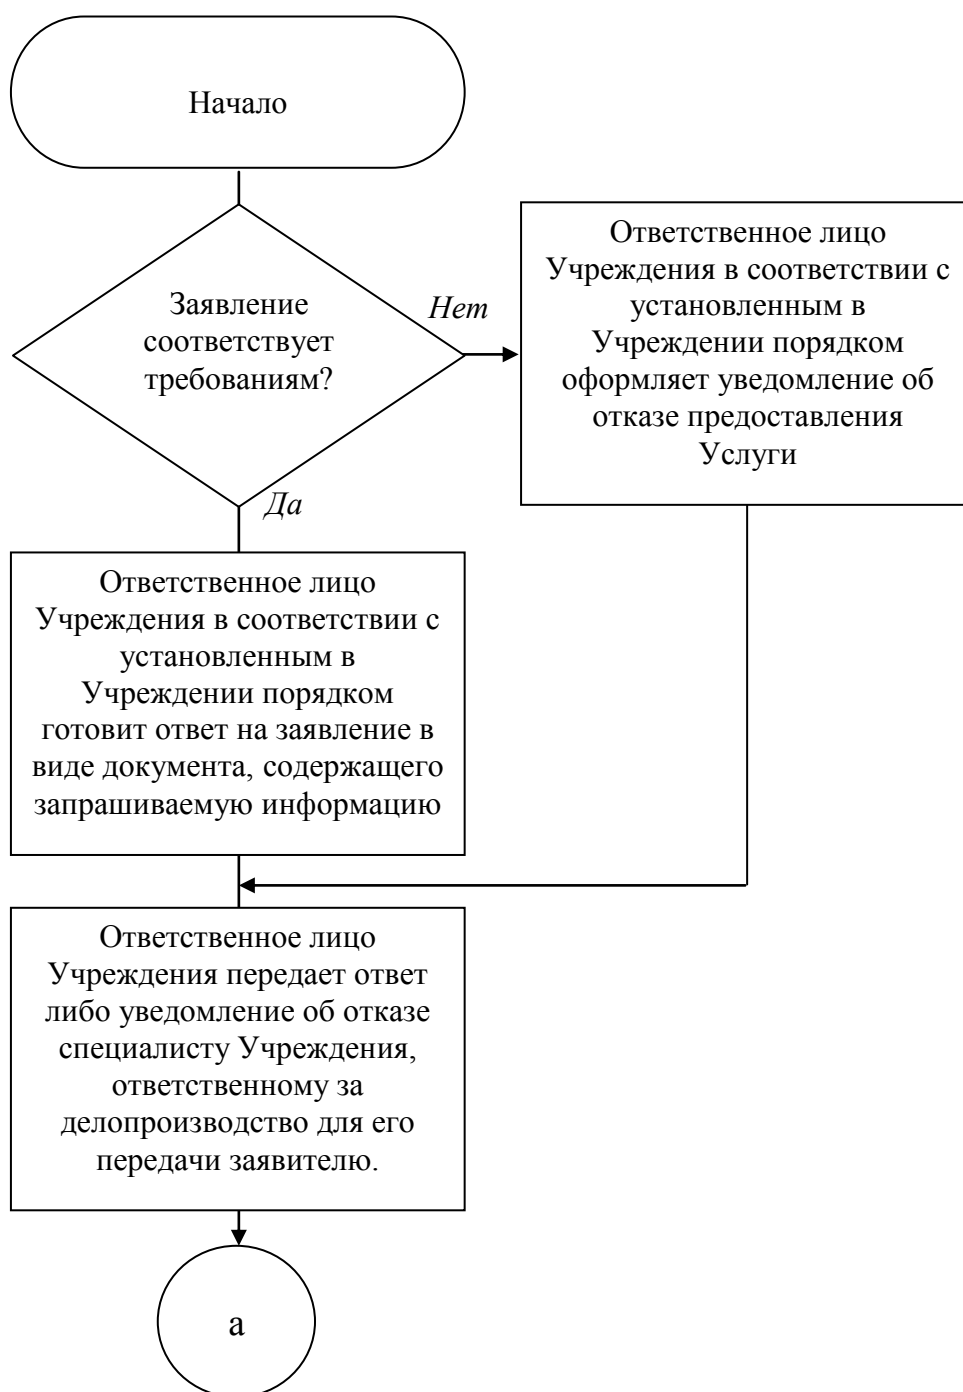 Начало
Заявление
соответствует
требованиям?
Нет
Ответственное лицо
Учреждения в соответствии с
установленным в
Учреждении порядком
оформляет уведомление об
отказе предоставления
Услуги
Да
Ответственное лицо
Учреждения в соответствии с
установленным в
Учреждении порядком
готовит ответ на заявление в
виде документа, содержащего
запрашиваемую информацию
Ответственное лицо
Учреждения передает ответ
либо уведомление об отказе
специалисту Учреждения,
ответственному за
делопроизводство для его
передачи заявителю.
а